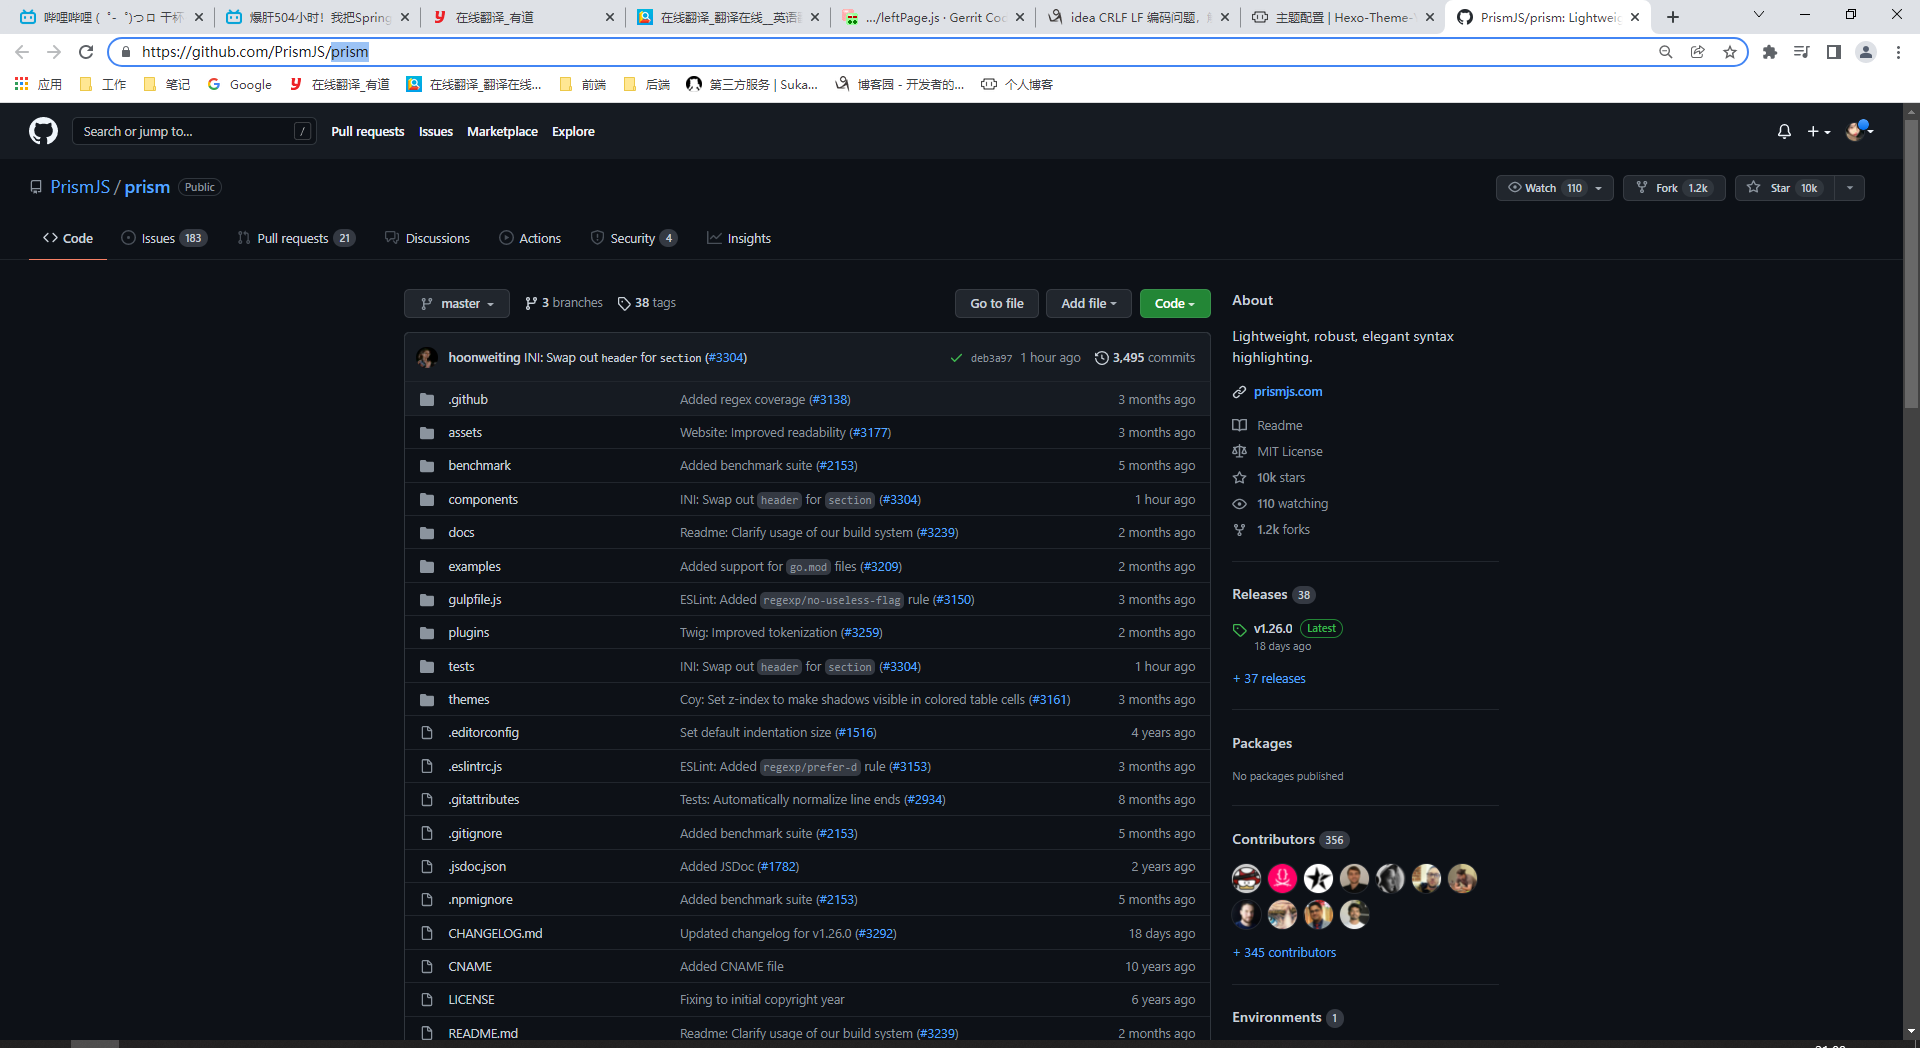 哔哩哔哩 ( ゜- ゜)つロ 干杯
爆肝504小时！我把Spring
在线翻译_有道
在线翻译_翻译在线_英语翻
.../leftPage.js · Gerrit Coc
idea CRLF LF 编码问题,
主题配置 | Hexo-Theme-
PrismJS/prism: Lightweig
https://github.com/PrismJS/prism
应用 工作 笔记 Google 在线翻译_有道 在线翻译_翻译在线... 前端 后端 第三方服务 | Suka... 博客园 - 开发者的... 个人博客
Search or jump to... / Pull requests Issues Marketplace Explore
PrismJS / prism Public
Watch 110 Fork 1.2k Star 10k
Code Issues 183 Pull requests 21 Discussions Actions Security 4 Insights
master 3 branches 38 tags Go to file Add file Code
hoonweiting INI: Swap out header for section (#3304) deb3a97 1 hour ago 3,495 commits
.github Added regex coverage (#3138) 3 months ago
assets Website: Improved readability (#3177) 3 months ago
benchmark Added benchmark suite (#2153) 5 months ago
components INI: Swap out header for section (#3304) 1 hour ago
docs Readme: Clarify usage of our build system (#3239) 2 months ago
examples Added support for go.mod files (#3209) 2 months ago
gulpfile.js ESLint: Added regexp/no-useless-flag rule (#3150) 3 months ago
plugins Twig: Improved tokenization (#3259) 2 months ago
tests INI: Swap out header for section (#3304) 1 hour ago
themes Coy: Set z-index to make shadows visible in colored table cells (#3161) 3 months ago
.editorconfig Set default indentation size (#1516) 4 years ago
.eslintrc.js ESLint: Added regexp/prefer-d rule (#3153) 3 months ago
.gitattributes Tests: Automatically normalize line ends (#2934) 8 months ago
.gitignore Added benchmark suite (#2153) 5 months ago
.jsdoc.json Added JSDoc (#1782) 2 years ago
.npmignore Added benchmark suite (#2153) 5 months ago
CHANGELOG.md Updated changelog for v1.26.0 (#3292) 18 days ago
CNAME Added CNAME file 10 years ago
LICENSE Fixing to initial copyright year 6 years ago
README.md Readme: Clarify usage of our build system (#3239) 2 months ago
About
Lightweight, robust, elegant syntax
highlighting.
prismjs.com
Readme
MIT License
10k stars
110 watching
1.2k forks
Releases 38
v1.26.0 Latest
18 days ago
+ 37 releases
Packages
No packages published
Contributors 356
+ 345 contributors
Environments 1